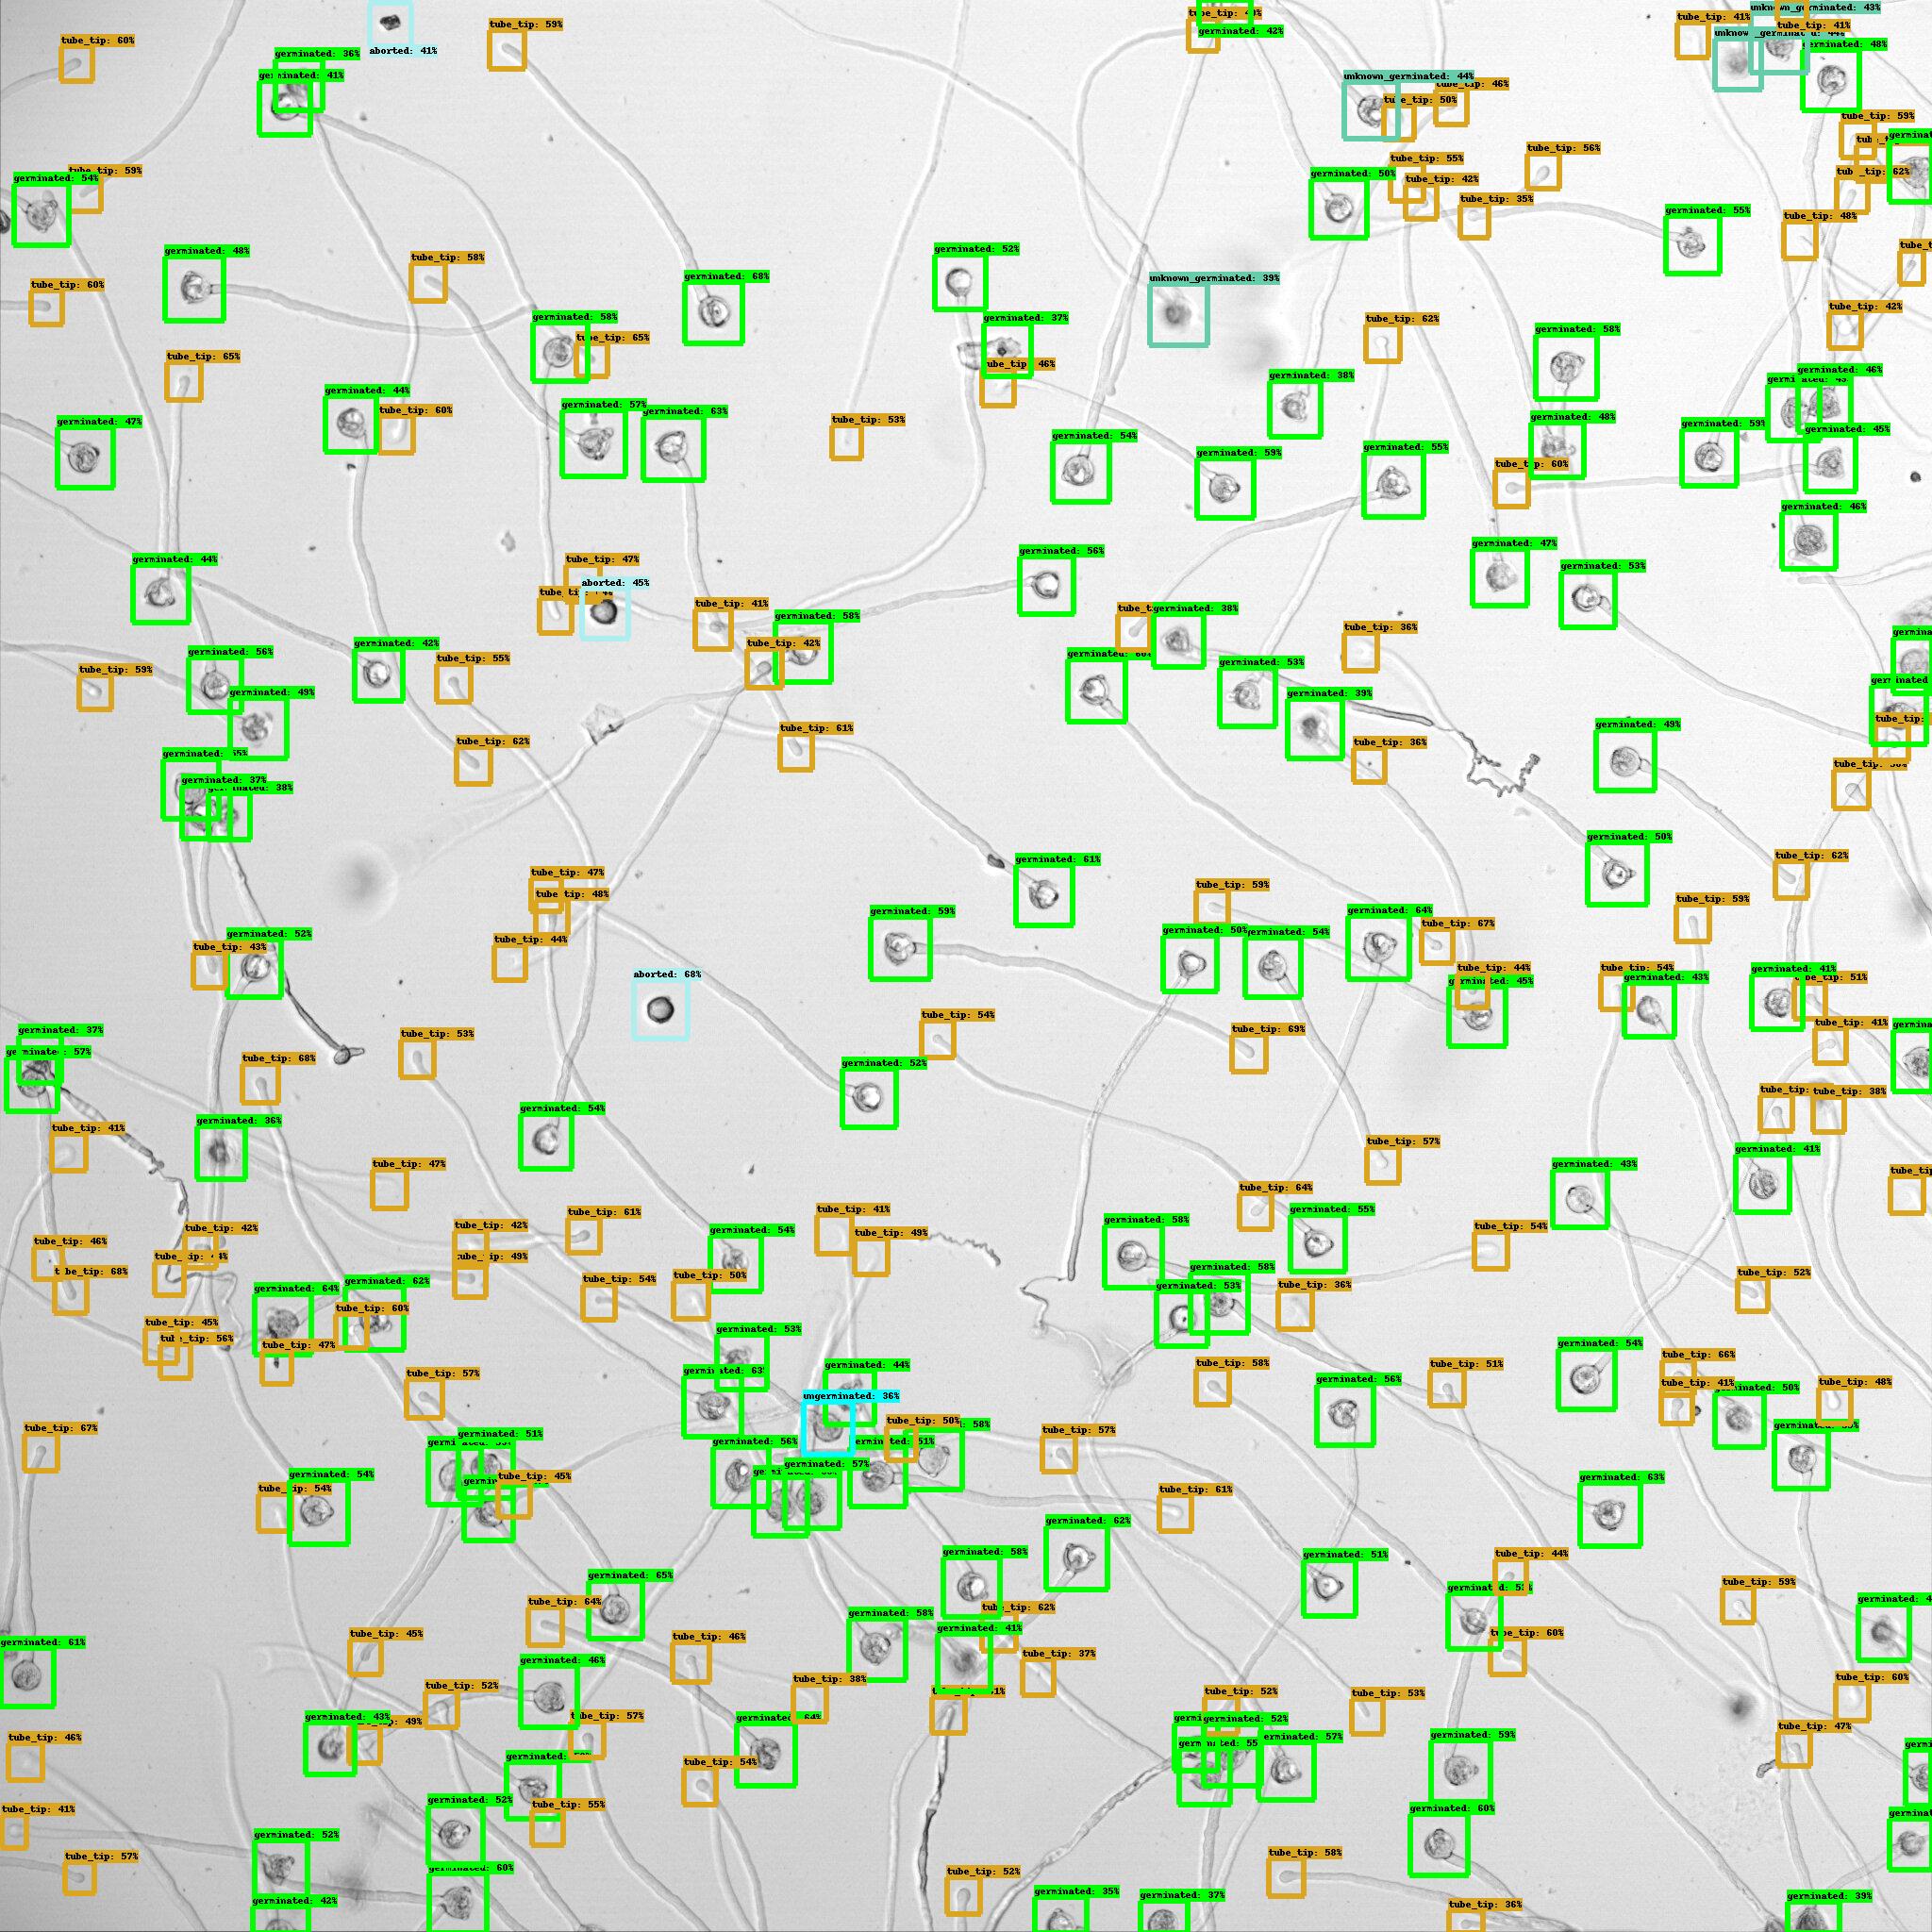 tube_tip: 60%
aborted: 41%
tube_tip: 59%
germinated: 42%
tube_tip: 41%
tube_tip: 41%
germinated: 36%
germinated: 41%
unknown_germinated: 44%
tube_tip: 46%
tube_tip: 50%
germinated: 48%
tube_tip: 59%
germinated: 54%
tube_tip: 55%
tube_tip: 42%
tube_tip: 56%
germinated: 50%
tube_tip: 35%
germinated: 55%
tube_tip: 48%
germinated: 48%
tube_tip: 58%
germinated: 52%
germinated: 68%
unknown_germinated: 39%
tube_tip: 60%
germinated: 58%
tube_tip: 65%
germinated: 37%
tube_tip: 62%
germinated: 58%
tube_tip: 42%
tube_tip: 65%
germinated: 44%
tube_tip: 60%
germinated: 57%
germinated: 63%
tube_tip: 53%
germinated: 38%
germinated: 46%
germinated: 47%
germinated: 54%
germinated: 59%
germinated: 55%
germinated: 48%
germinated: 59%
germinated: 45%
germinated: 46%
germinated: 44%
tube_tip: 47%
aborted: 45%
germinated: 56%
germinated: 47%
germinated: 53%
tube_tip: 41%
germinated: 58%
germinated: 38%
tube_tip: 36%
germinated: 56%
tube_tip: 59%
germinated: 49%
germinated: 42%
tube_tip: 55%
tube_tip: 42%
germinated: 53%
germinated: 39%
tube_tip: 62%
tube_tip: 61%
tube_tip: 36%
germinated: 49%
germinated: 37%
germinated: 50%
tube_tip: 47%
tube_tip: 48%
germinated: 61%
tube_tip: 59%
tube_tip: 62%
tube_tip: 59%
germinated: 52%
tube_tip: 43%
tube_tip: 44%
germinated: 59%
germinated: 54%
germinated: 64%
tube_tip: 67%
aborted: 68%
tube_tip: 44%
tube_tip: 54%
germinated: 43%
germinated: 41%
germinated: 37%
tube_tip: 68%
tube_tip: 53%
tube_tip: 54%
tube_tip: 69%
tube_tip: 41%
germinated: 52%
tube_tip: 38%
tube_tip: 41%
germinated: 36%
germinated: 54%
tube_tip: 57%
germinated: 41%
tube_tip: 47%
tube_tip: 64%
germinated: 43%
tube_tip: 46%
tube_tip: 42%
tube_tip: 42%
tube_tip: 61%
germinated: 54%
tube_tip: 41%
tube_tip: 49%
germinated: 58%
germinated: 55%
tube_tip: 54%
germinated: 64%
germinated: 62%
tube_tip: 54%
tube_tip: 50%
germinated: 58%
germinated: 53%
tube_tip: 36%
tube_tip: 52%
tube_tip: 45%
tube_tip: 47%
tube_tip: 60%
germinated: 53%
germinated: 54%
tube_tip: 57%
germinated: 44%
ungerminated: 36%
tube_tip: 58%
germinated: 56%
tube_tip: 51%
tube_tip: 66%
tube_tip: 41%
tube_tip: 48%
tube_tip: 67%
germinated: 51%
germinated: 56%
germinated: 57%
tube_tip: 50%
tube_tip: 57%
germinated: 54%
tube_tip: 45%
tube_tip: 61%
germinated: 63%
germinated: 65%
germinated: 58%
germinated: 62%
germinated: 51%
tube_tip: 44%
tube_tip: 59%
germinated: 61%
tube_tip: 45%
tube_tip: 64%
tube_tip: 46%
germinated: 58%
germinated: 41%
tube_tip: 62%
tube_tip: 37%
tube_tip: 60%
tube_tip: 60%
tube_tip: 52%
germinated: 46%
tube_tip: 38%
tube_tip: 52%
tube_tip: 53%
tube_tip: 46%
germinated: 43%
tube_tip: 57%
tube_tip: 54%
germinated: 52%
germinated: 57%
germinated: 59%
tube_tip: 47%
tube_tip: 41%
germinated: 52%
tube_tip: 55%
germinated: 60%
tube_tip: 57%
germinated: 52%
germinated: 60%
germinated: 42%
tube_tip: 52%
tube_tip: 58%
germinated: 35%
germinated: 37%
tube_tip: 36%
germinated: 39%